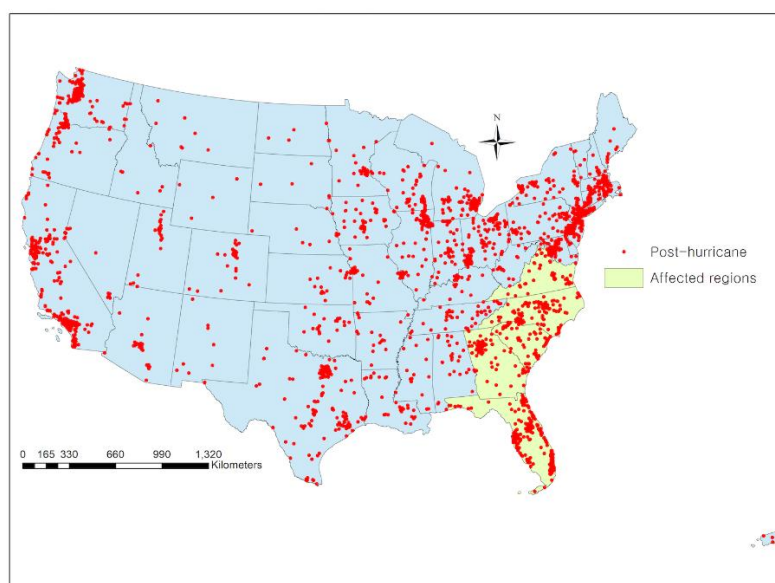 N
Post-hurricane
Affected regions
0 165 330 660 990 1,320
Kilometers